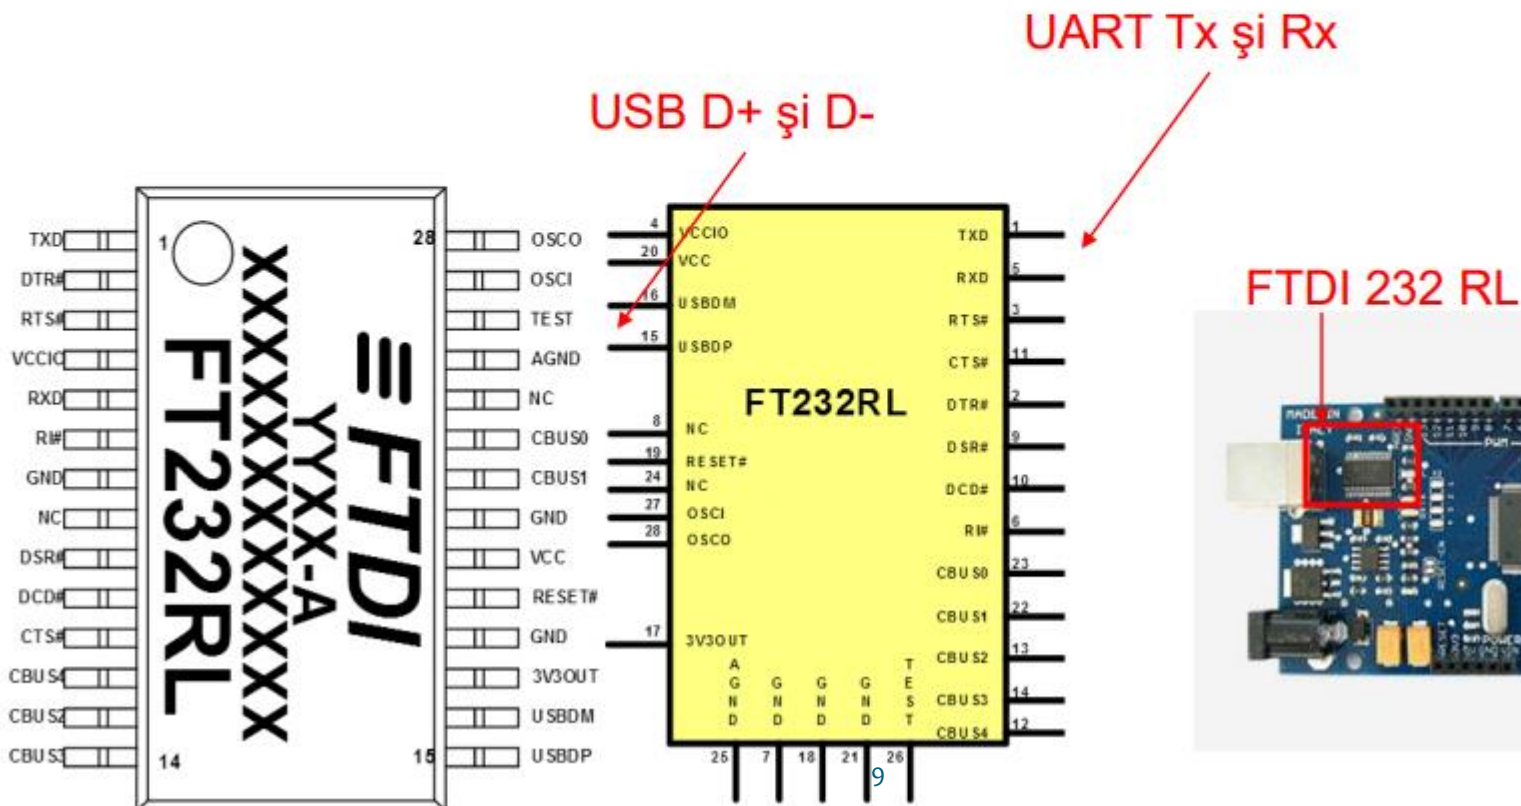 UART Tx şi Rx
USB D+ şi D-
FTDI 232 RL
TXD
DTR#
RTS#
VCCIO
RXD
RI#
GND
NC
DSR#
DCD#
CTS#
CBUS4
CBUS2
CBUS3
1
28
14
15
FTDI
YYXX-A
XXXXXXXXXXXX
FT232RL
OSCO
OSCI
TEST
AGND
NC
CBUS0
CBUS1
GND
VCC
RESET#
GND
3V3OUT
USBDM
USBDP
4 VCCIO
20 VCC
16 USBDM
15 USBDP
8 NC
19 RESET#
24 NC
27 OSCI
28 OSCO
17 3V3OUT
FT232RL
TXD 1
RXD 5
RTS# 3
CTS# 11
DTR# 2
DSR# 9
DCD# 10
RI# 6
CBUS0 23
CBUS1 22
CBUS2 13
CBUS3 14
CBUS4 12
AGND GND GND GND TEST
25 7 18 21 26
9
MADE IN
PWM
POWER